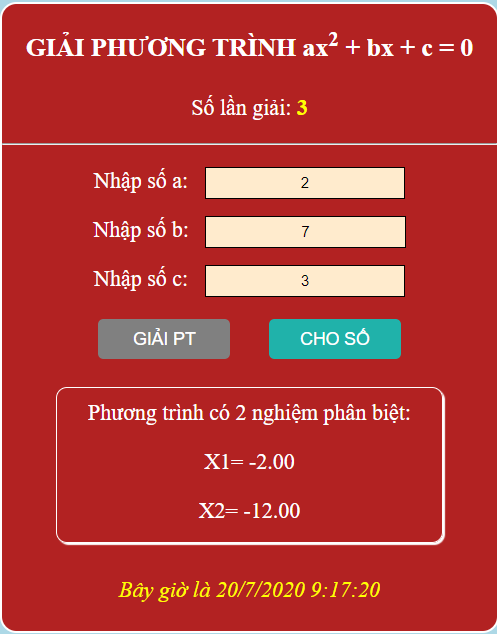 GIẢI PHƯƠNG TRÌNH ax² + bx + c = 0
Số lần giải: 3
Nhập số a: 2
Nhập số b: 7
Nhập số c: 3
GIẢI PT CHO SỐ
Phương trình có 2 nghiệm phân biệt:
X1= -2.00
X2= -12.00
Bây giờ là 20/7/2020 9:17:20